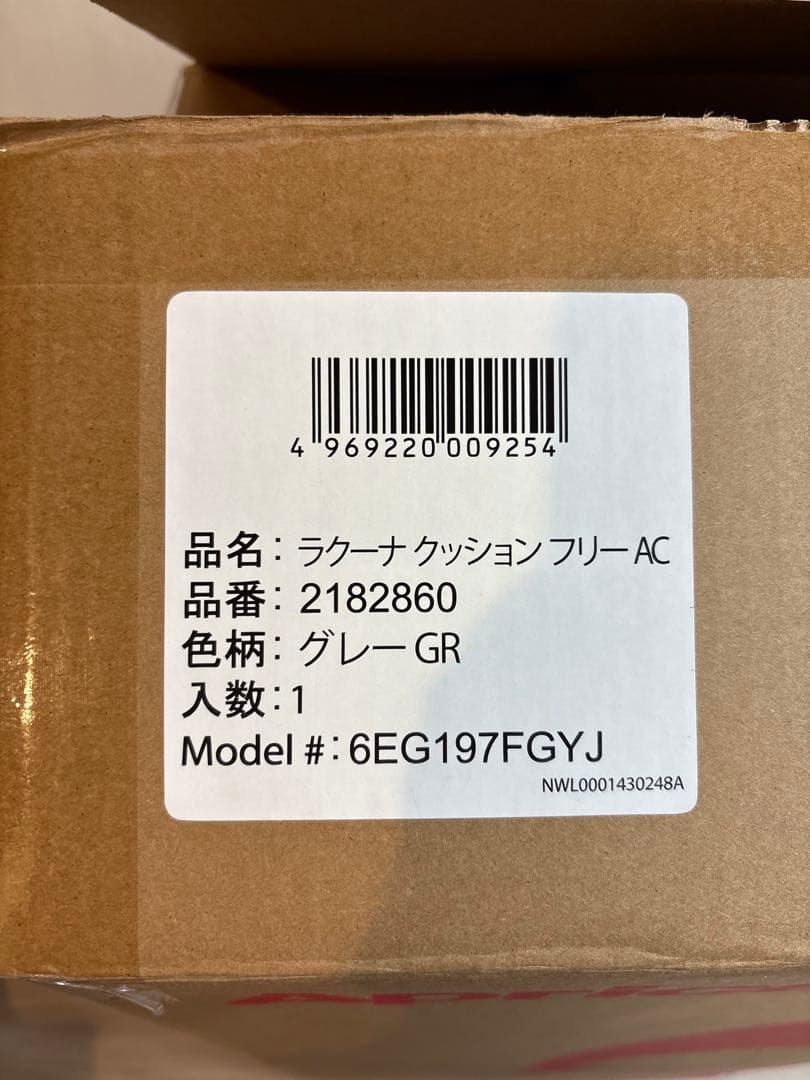 4 969220 009254
品名：ラクーナ クッション フリー AC
品番：2182860
色柄：グレー GR
入数：1
Model #：6EG197FGYJ
NWL0001430248A